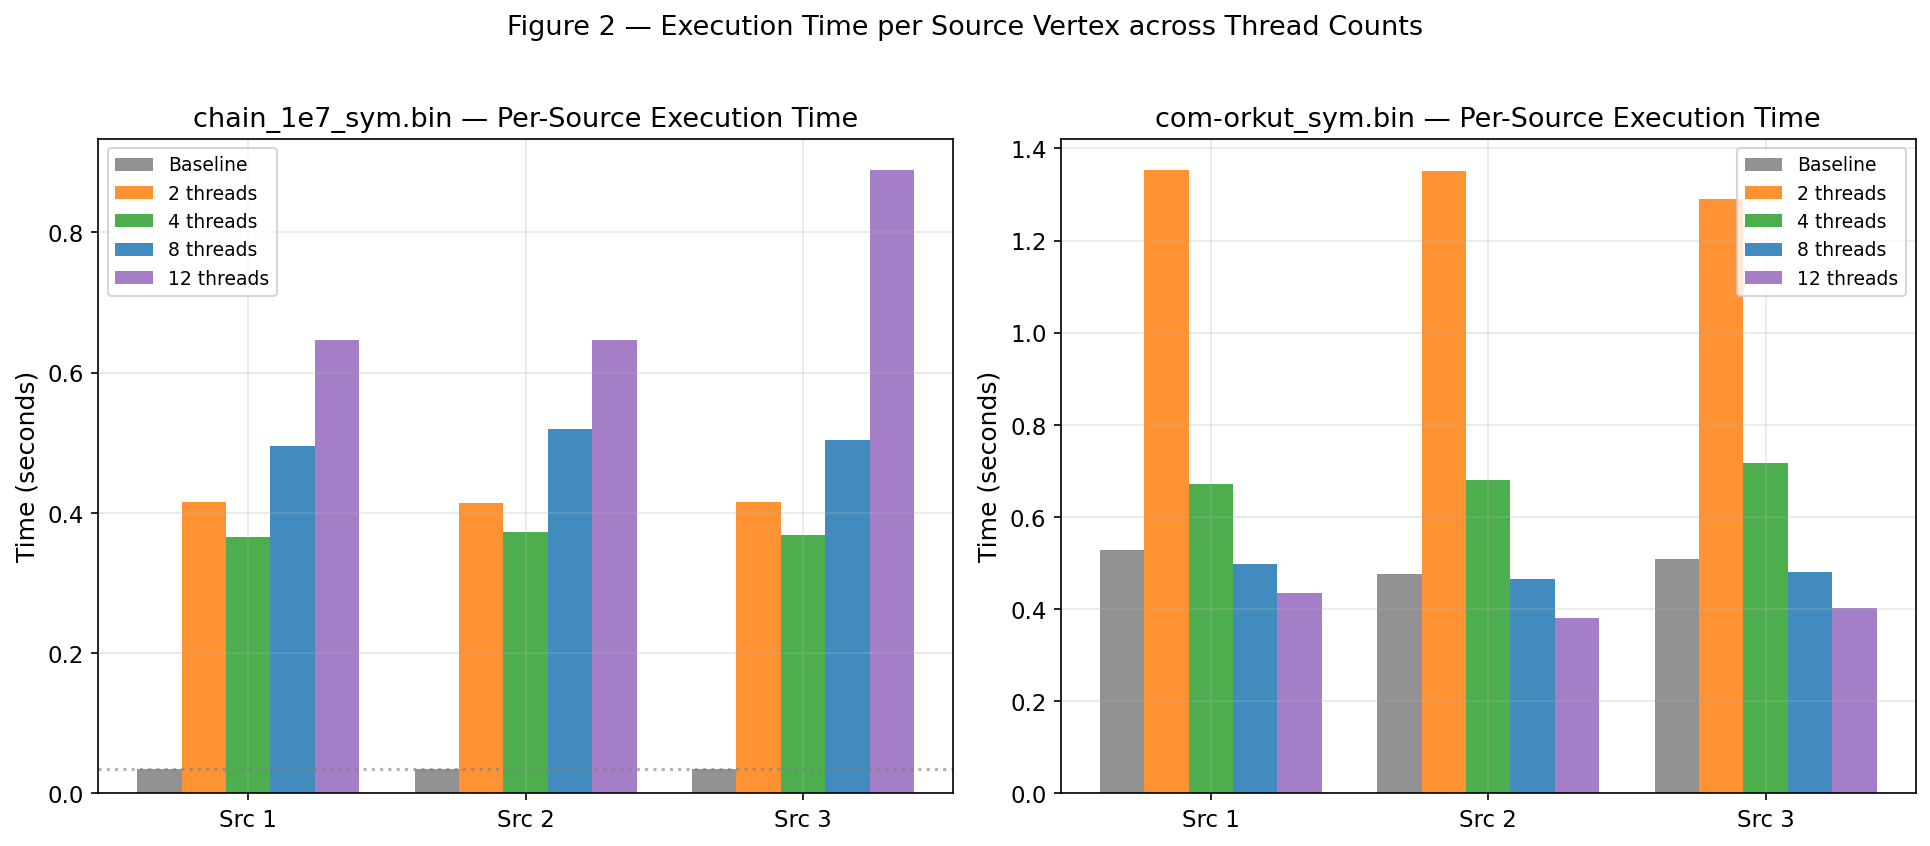 Figure 2 — Execution Time per Source Vertex across Thread Counts
chain_1e7_sym.bin — Per-Source Execution Time
Baseline
2 threads
4 threads
8 threads
12 threads
Time (seconds)
0.8
0.6
0.4
0.2
0.0
Src 1
Src 2
Src 3
com-orkut_sym.bin — Per-Source Execution Time
Baseline
2 threads
4 threads
8 threads
12 threads
Time (seconds)
1.4
1.2
1.0
0.8
0.6
0.4
0.2
0.0
Src 1
Src 2
Src 3